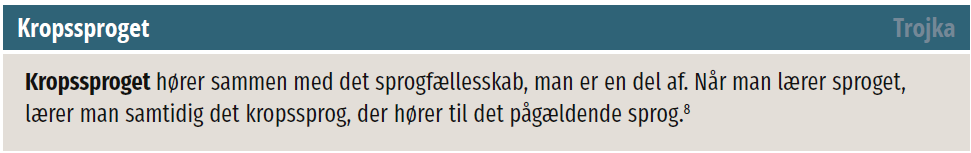 Kropssproget Trojka
Kropssproget hører sammen med det sprogfællesskab, man er en del af. Når man lærer sproget,
lærer man samtidig det kropssprog, der hører til det pågældende sprog.⁸